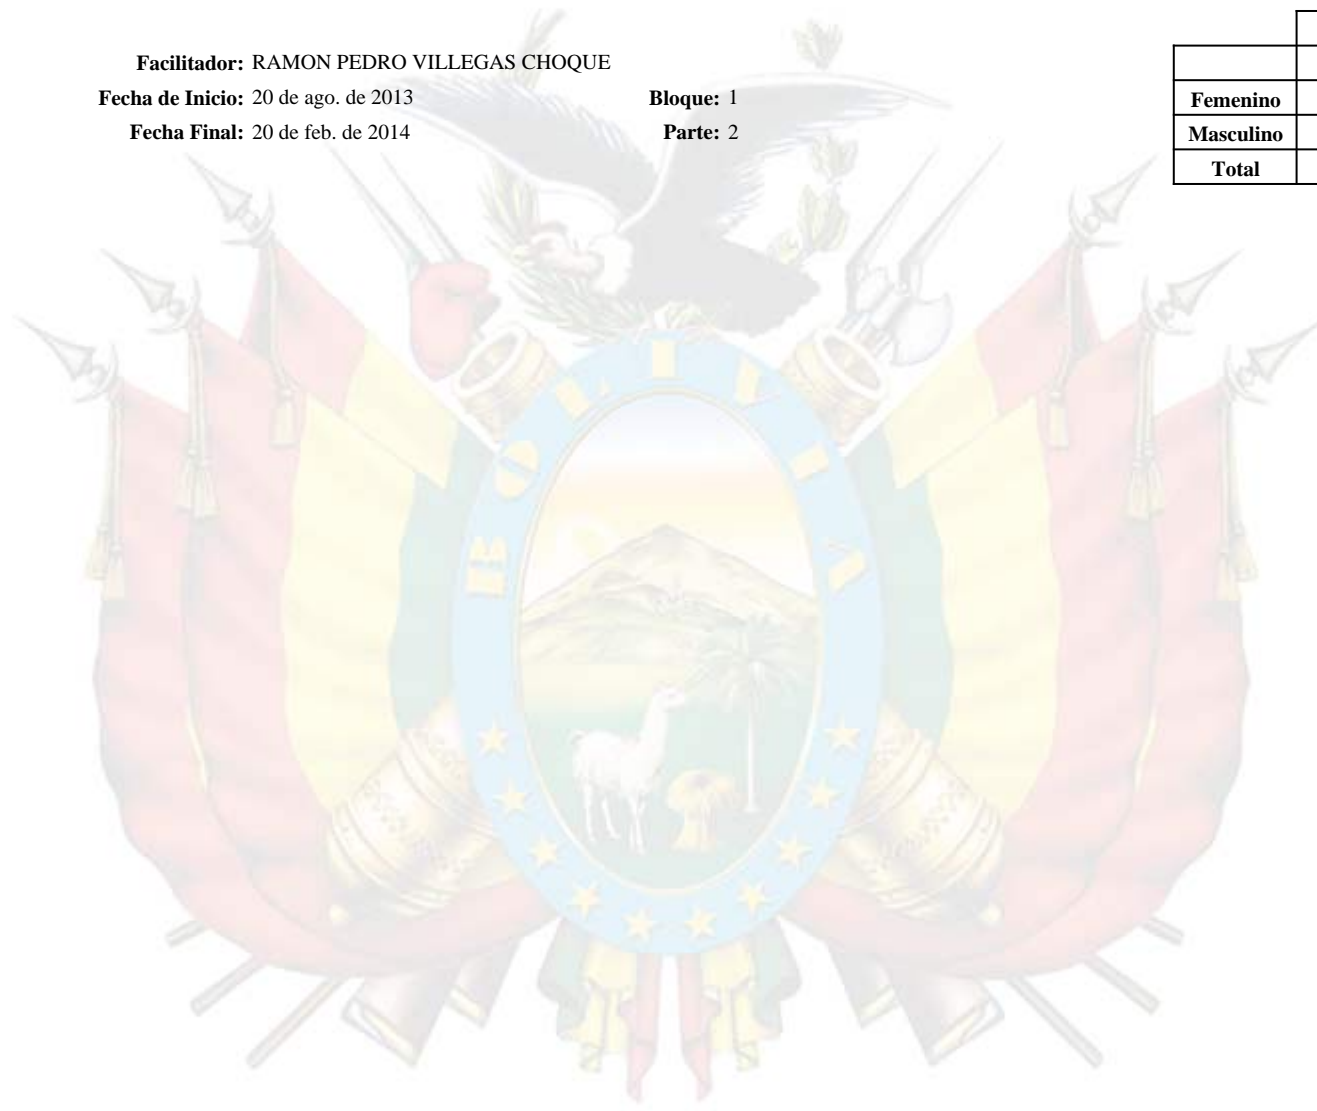 Facilitador: RAMON PEDRO VILLEGAS CHOQUE
Fecha de Inicio: 20 de ago. de 2013 Bloque: 1
Fecha Final: 20 de feb. de 2014 Parte: 2
Femenino
Masculino
Total
BOLIVIA